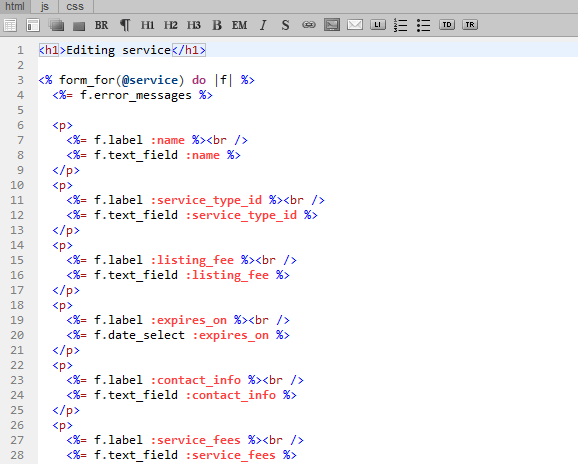 html js css
BR ¶ H1 H2 H3 B EM I S LI TD TR
1 <h1>Editing service</h1>
2
3 <% form_for(@service) do |f| %>
4 <%= f.error_messages %>
5
6 <p>
7 <%= f.label :name %><br />
8 <%= f.text_field :name %>
9 </p>
10 <p>
11 <%= f.label :service_type_id %><br />
12 <%= f.text_field :service_type_id %>
13 </p>
14 <p>
15 <%= f.label :listing_fee %><br />
16 <%= f.text_field :listing_fee %>
17 </p>
18 <p>
19 <%= f.label :expires_on %><br />
20 <%= f.date_select :expires_on %>
21 </p>
22 <p>
23 <%= f.label :contact_info %><br />
24 <%= f.text_field :contact_info %>
25 </p>
26 <p>
27 <%= f.label :service_fees %><br />
28 <%= f.text_field :service_fees %>